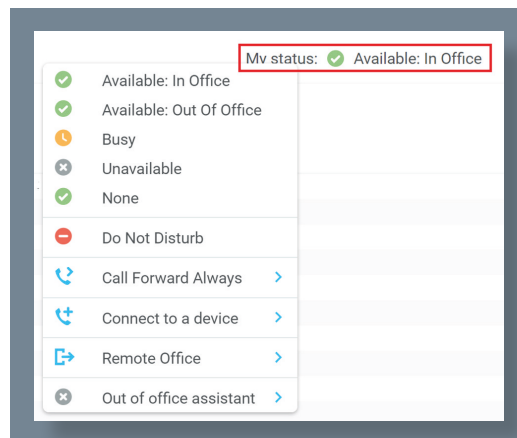 My status: Available: In Office
Available: In Office
Available: Out Of Office
Busy
Unavailable
None
Do Not Disturb
Call Forward Always
Connect to a device
Remote Office
Out of office assistant